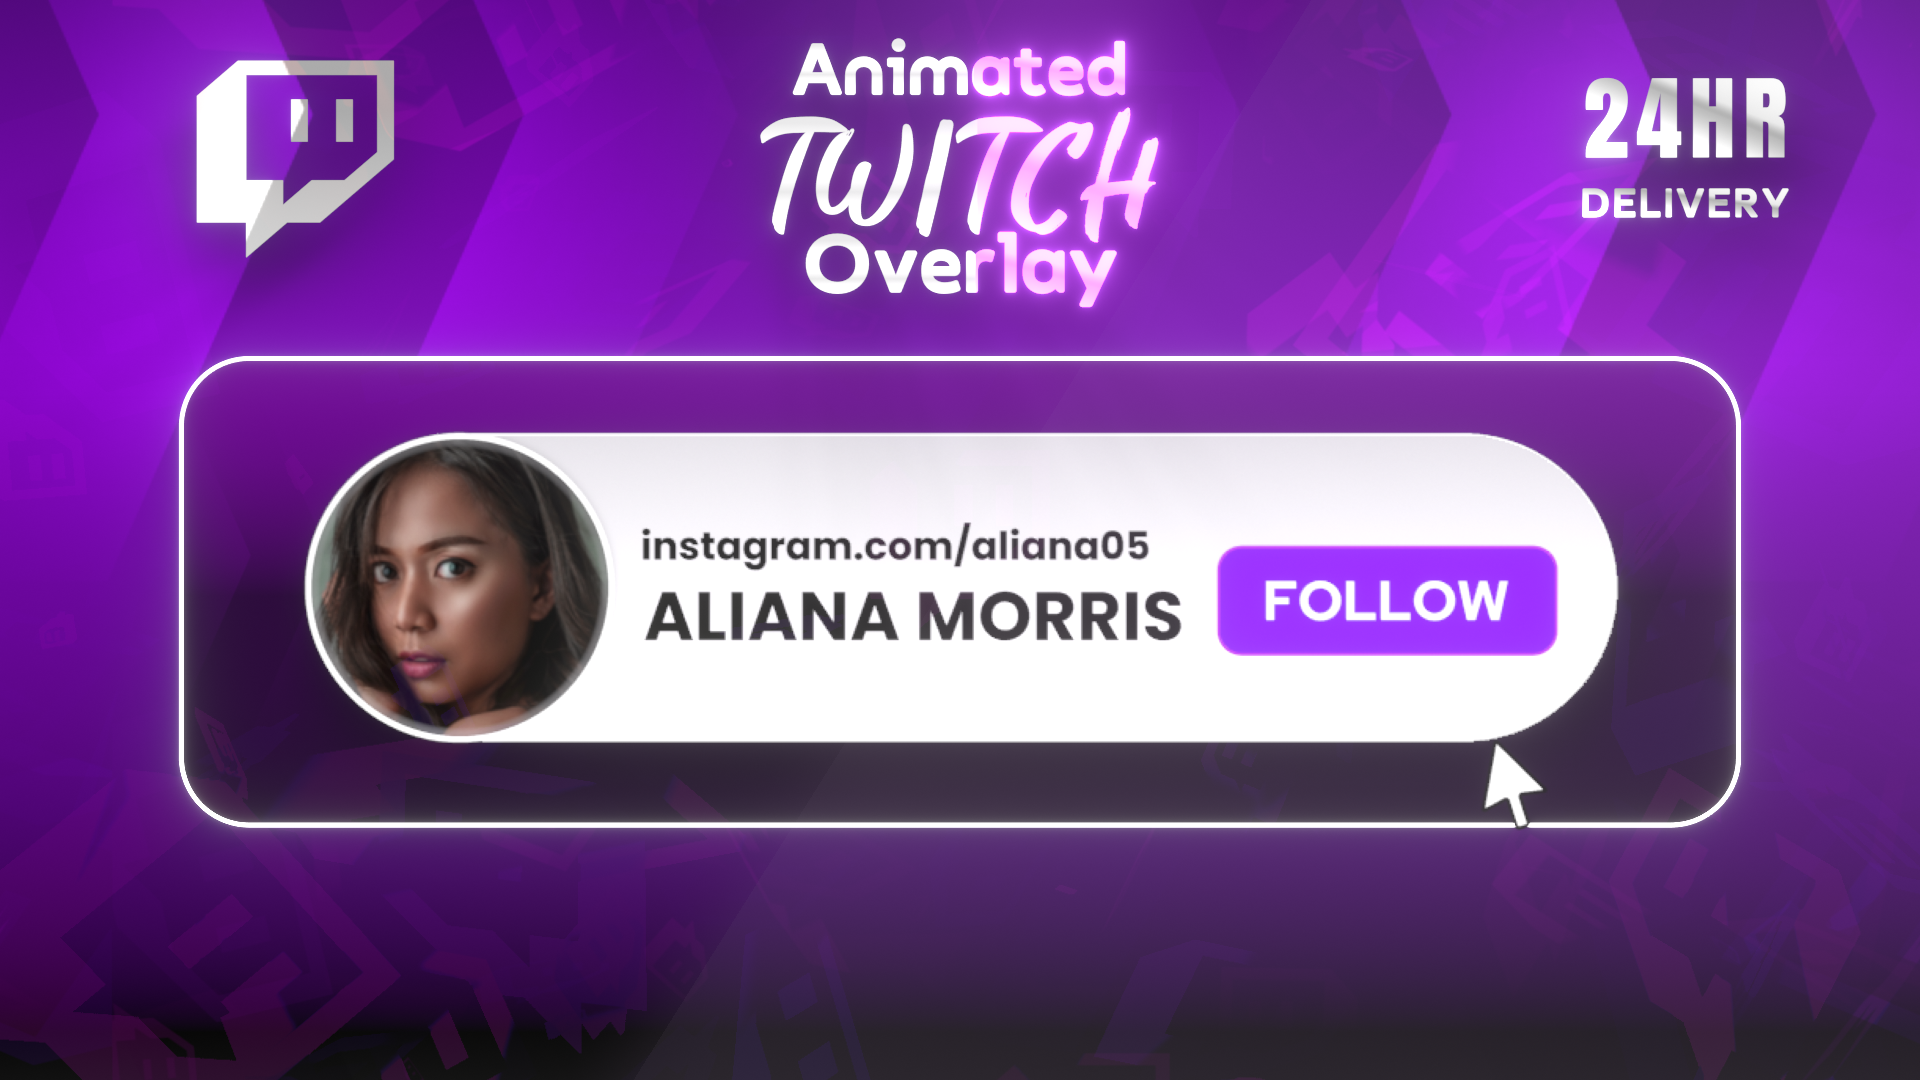 Animated
TWITCH
Overlay
24HR
DELIVERY
instagram.com/aliana05
ALIANA MORRIS
FOLLOW